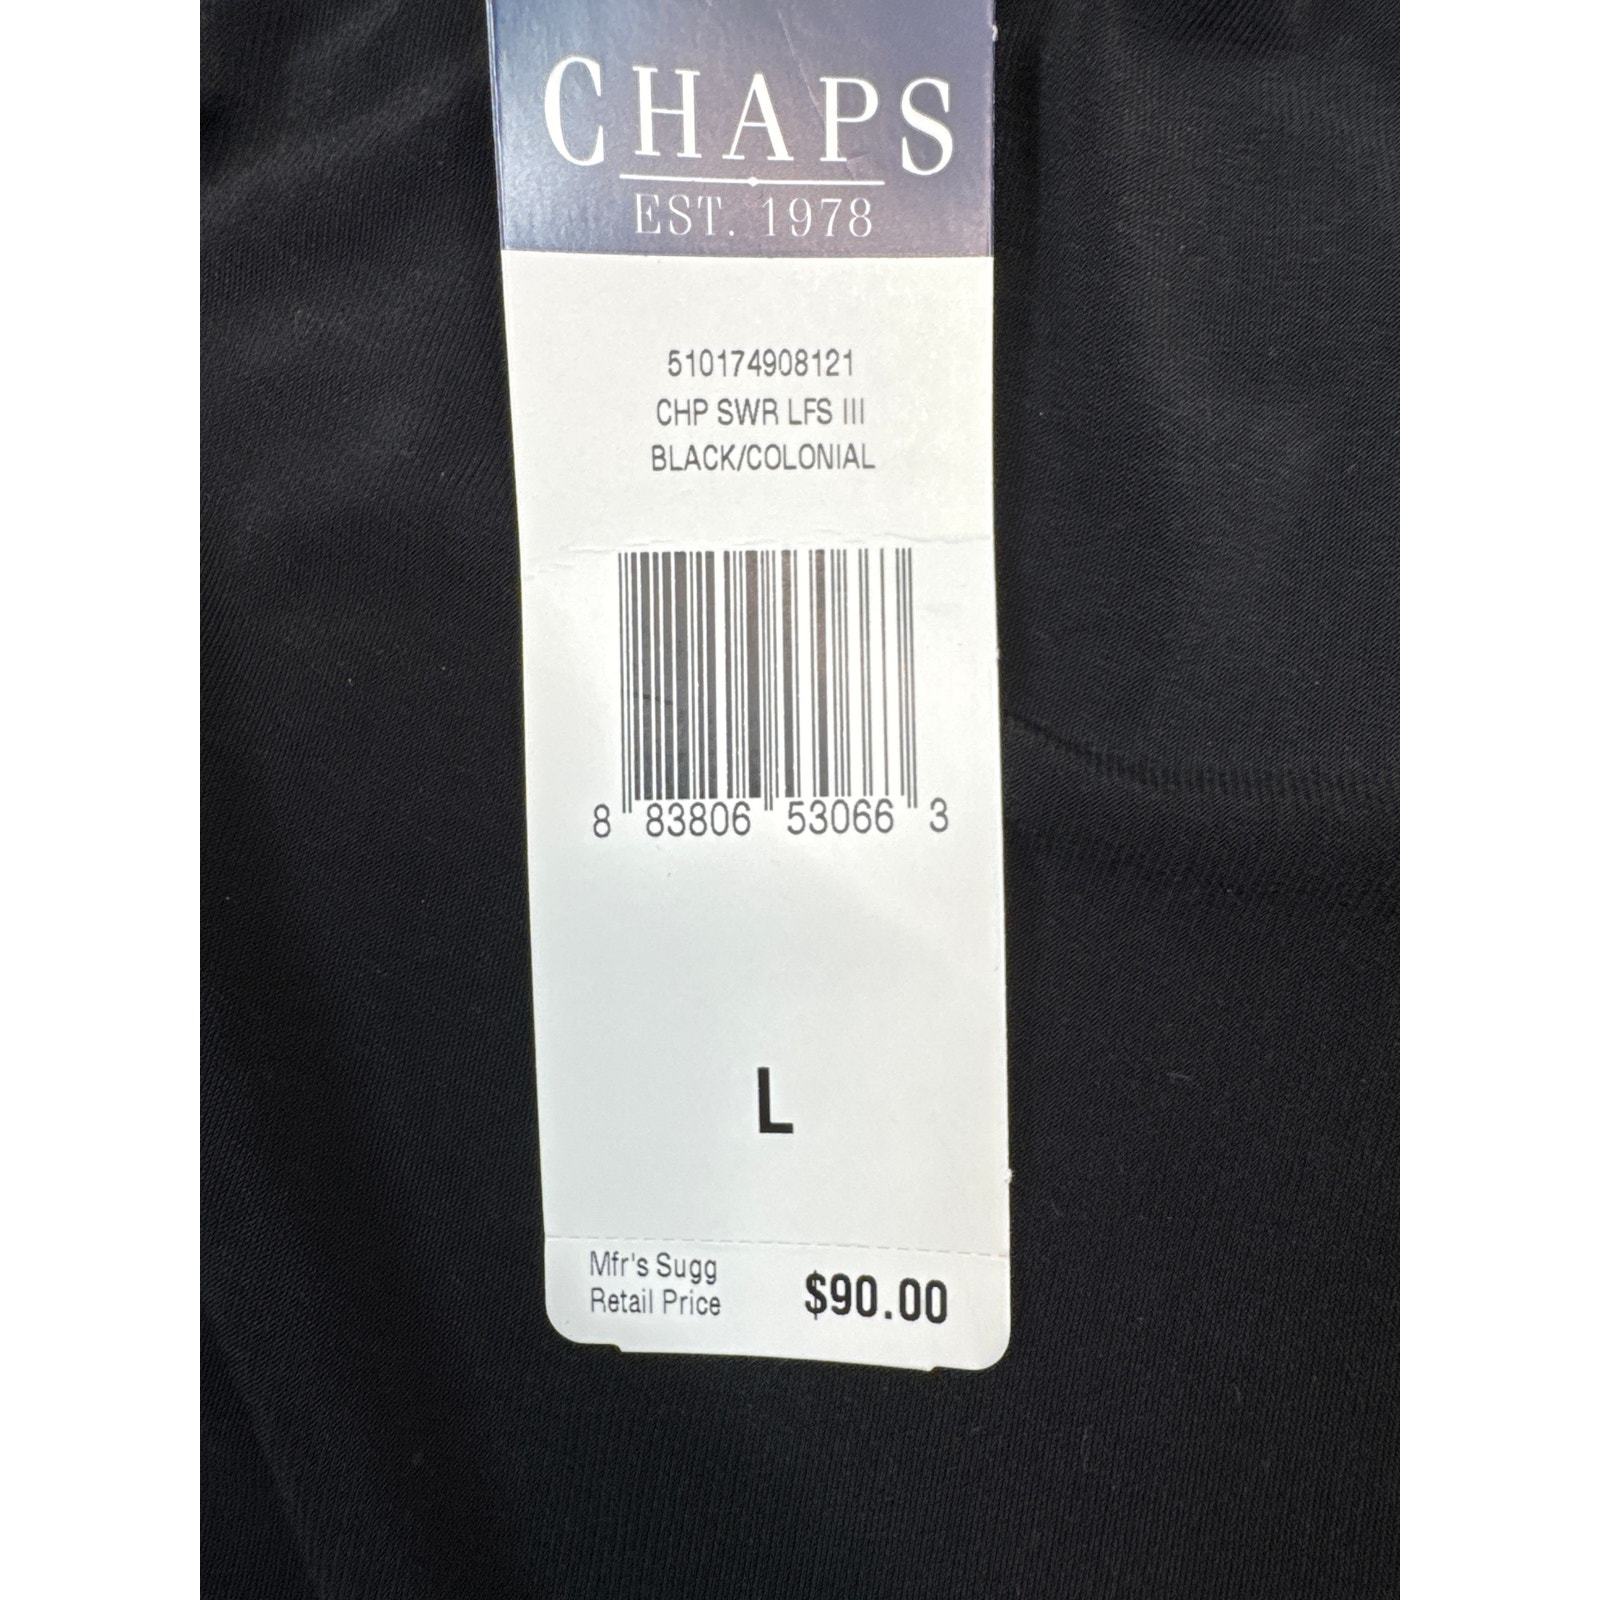 CHAPS
EST. 1978
510174908121
CHP SWR LFS III
BLACK/COLONIAL
8 83806 53066 3
L
Mfr's Sugg
Retail Price $90.00